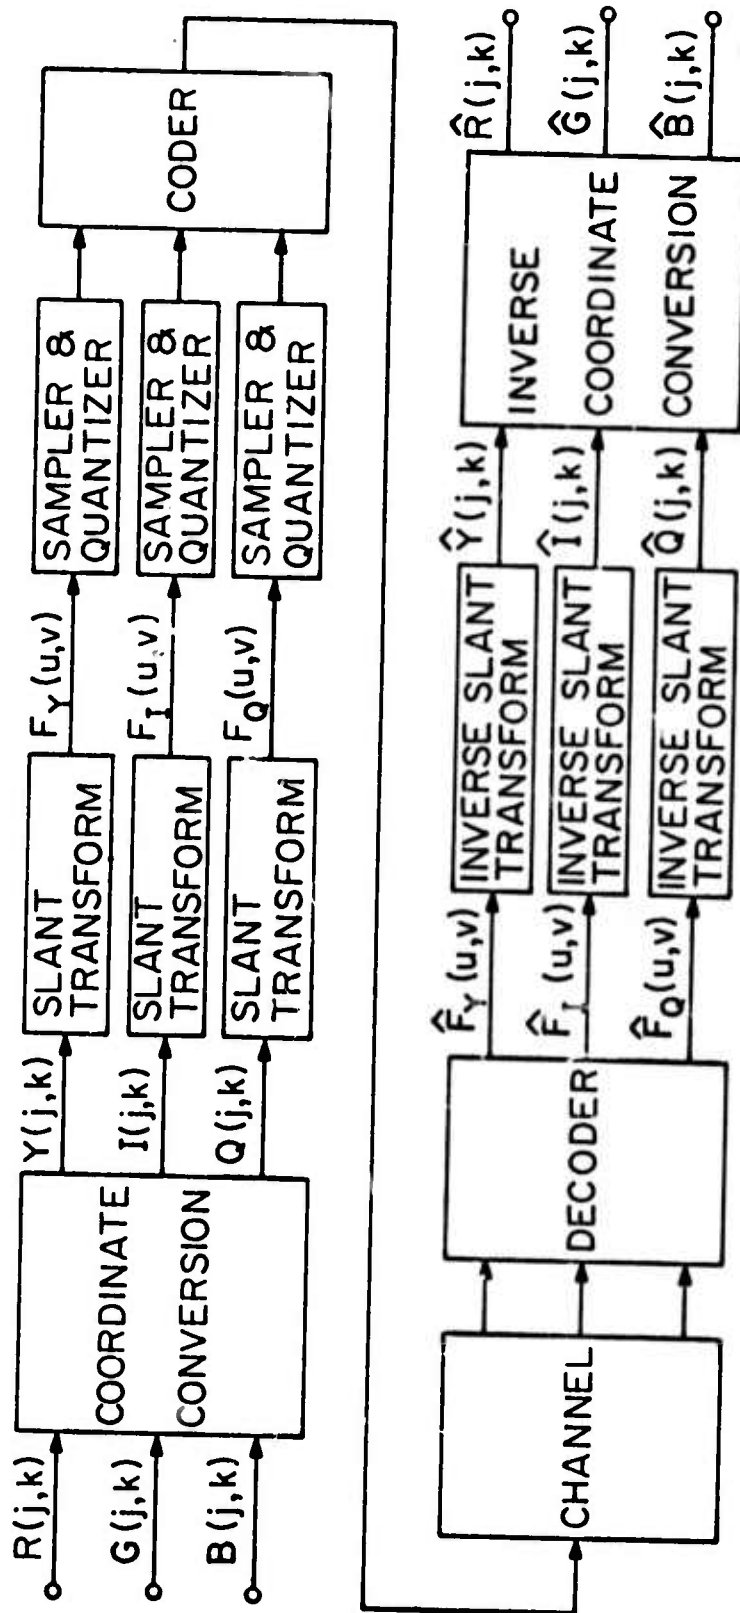 R(j,k)
G(j,k)
B(j,k)
COORDINATE
CONVERSION
Y(j,k)
I(j,k)
Q(j,k)
SLANT
TRANSFORM
SLANT
TRANSFORM
SLANT
TRANSFORM
F_Y(u,v)
F_I(u,v)
F_Q(u,v)
SAMPLER &
QUANTIZER
SAMPLER &
QUANTIZER
SAMPLER &
QUANTIZER
CODER
CHANNEL
DECODER
F̂_Y(u,v)
F̂_I(u,v)
F̂_Q(u,v)
INVERSE SLANT
TRANSFORM
INVERSE SLANT
TRANSFORM
INVERSE SLANT
TRANSFORM
Ŷ(j,k)
Î(j,k)
Q̂(j,k)
INVERSE
COORDINATE
CONVERSION
R̂(j,k)
Ĝ(j,k)
B̂(j,k)